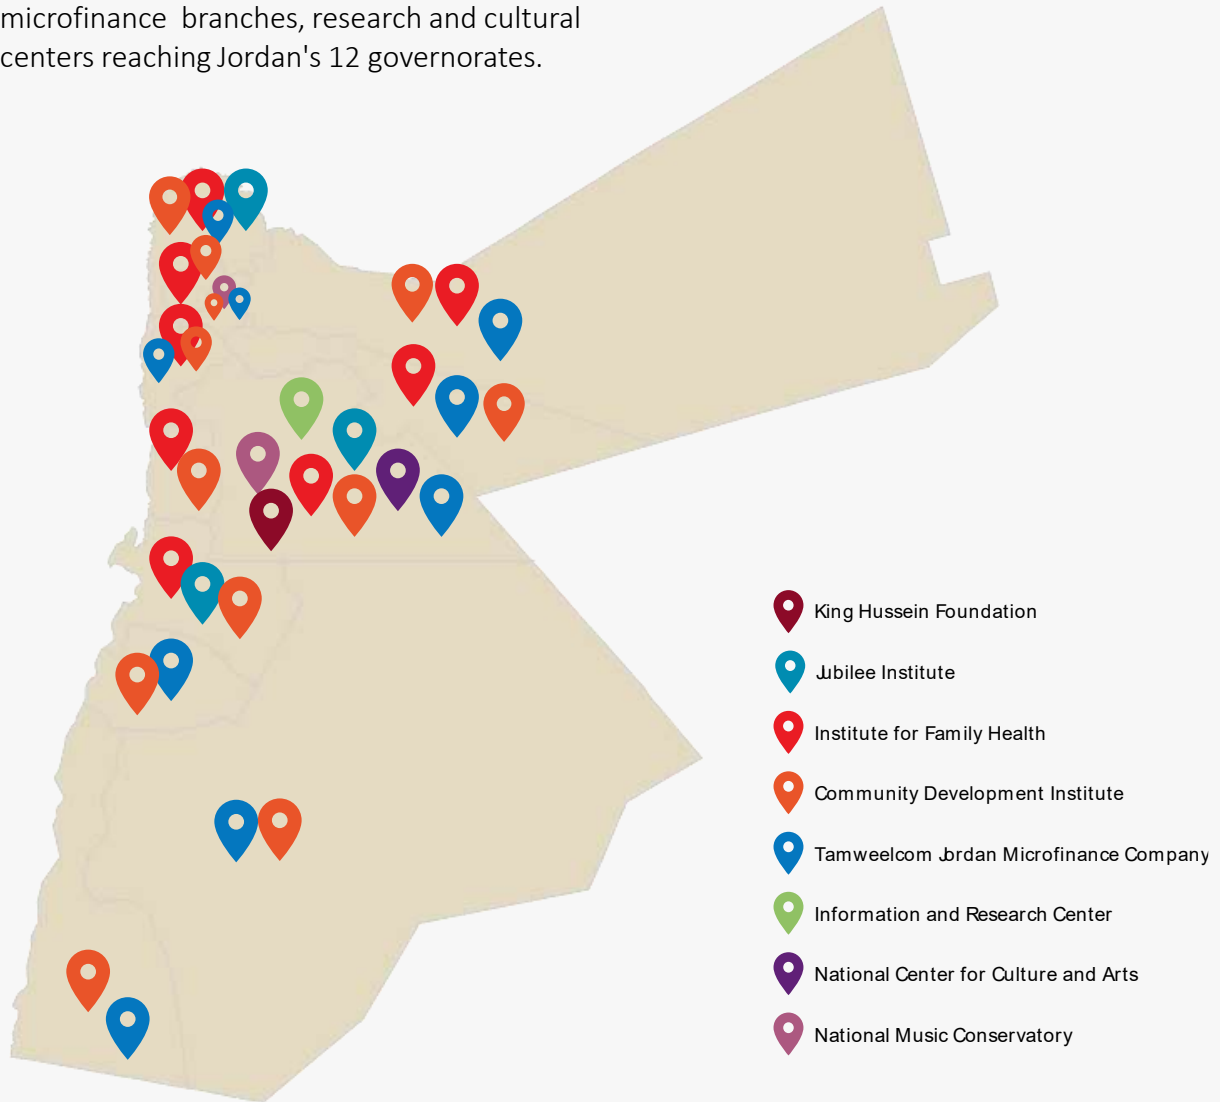 microfinance branches, research and cultural
centers reaching Jordan's 12 governorates.
King Hussein Foundation
Jubilee Institute
Institute for Family Health
Community Development Institute
Tamweelcom Jordan Microfinance Company
Information and Research Center
National Center for Culture and Arts
National Music Conservatory